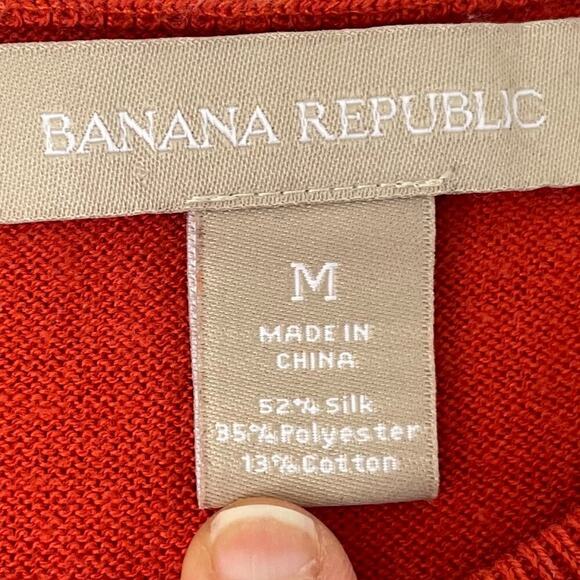 BANANA REPUBLIC
M
MADE IN
CHINA
52% Silk
35% Polyester
13% Cotton